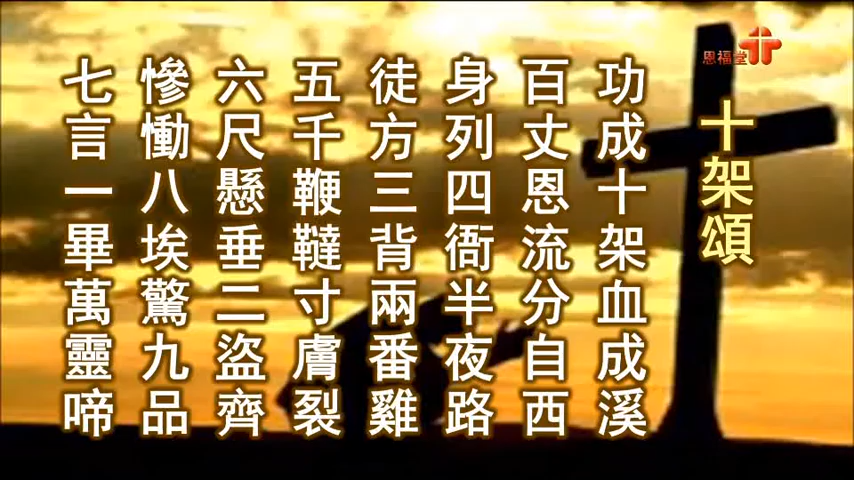 恩福堂
十架頌
功成十架血成溪
百丈恩流分自西
身列四衙半夜路
徒方三背兩番雞
五千鞭韃寸膚裂
六尺懸垂二盜齊
慘慟八埃驚九品
七言一畢萬靈啼